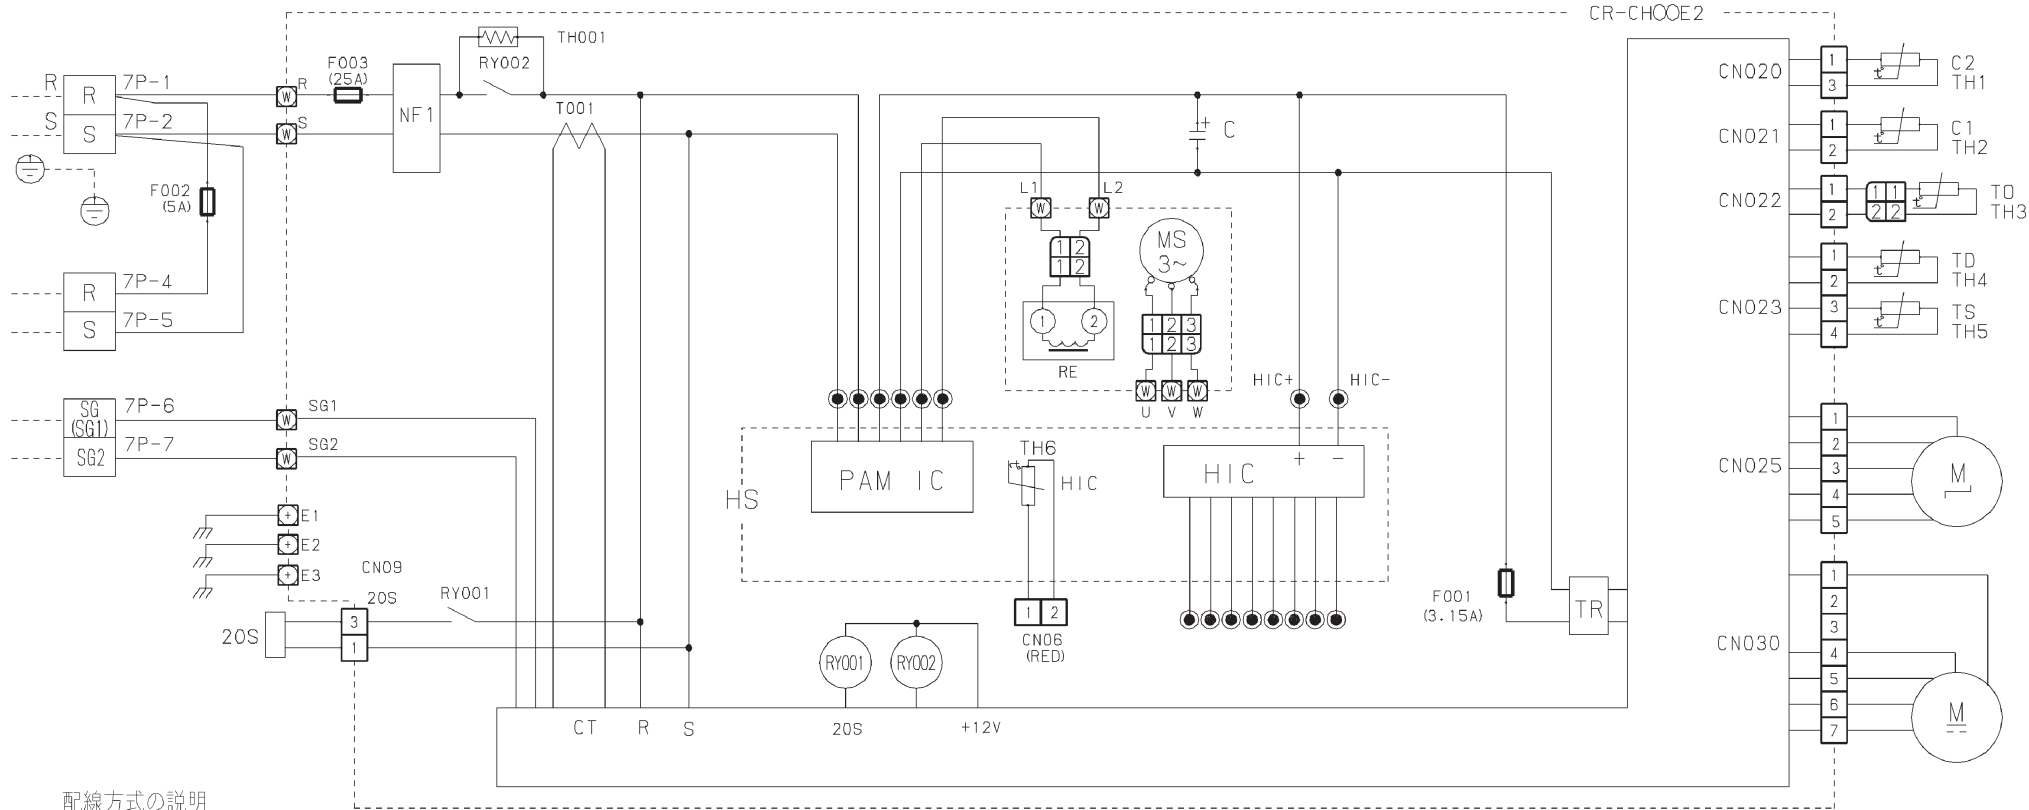 CR-CHOOE2
TH001
RY002
F003
(25A)
NF1
T001
R
S
R
S
7P-1
7P-2
W
R
W
S
F002
(5A)
R
S
7P-4
7P-5
SG
(SG1)
SG2
7P-6
7P-7
W
SG1
W
SG2
E1
E2
E3
CN09
20S
RY001
3
1
20S
+
C
L1
L2
W
W
1 2
1 2
1
2
RE
MS
3~
1 2 3
1 2 3
W W W
U V W
HIC+
HIC-
HS
PAM IC
TH6
HIC
t
1 2
CN06
(RED)
HIC
+ -
F001
(3.15A)
TR
RY001
RY002
CT
R
S
20S
+12V
CN020
1
3
t
C2
TH1
CN021
1
2
t
C1
TH2
CN022
1
2
1 1
2 2
t
TO
TH3
CN023
1
2
3
4
t
TD
TH4
t
TS
TH5
CN025
1
2
3
4
5
M
CN030
1
2
3
4
5
6
7
M
配線方式の説明